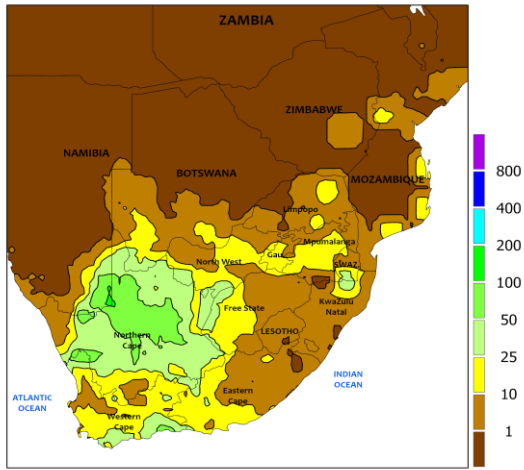 ZAMBIA
ZIMBABWE
NAMIBIA
BOTSWANA
MOZAMBIQUE
Limpopo
Mpumalanga
Gau
North West
SWAZ
Free State
KwaZulu
Natal
LESOTHO
Northern
Cape
Eastern
Cape
Western
Cape
ATLANTIC
OCEAN
INDIAN
OCEAN
800
400
200
100
50
25
10
1